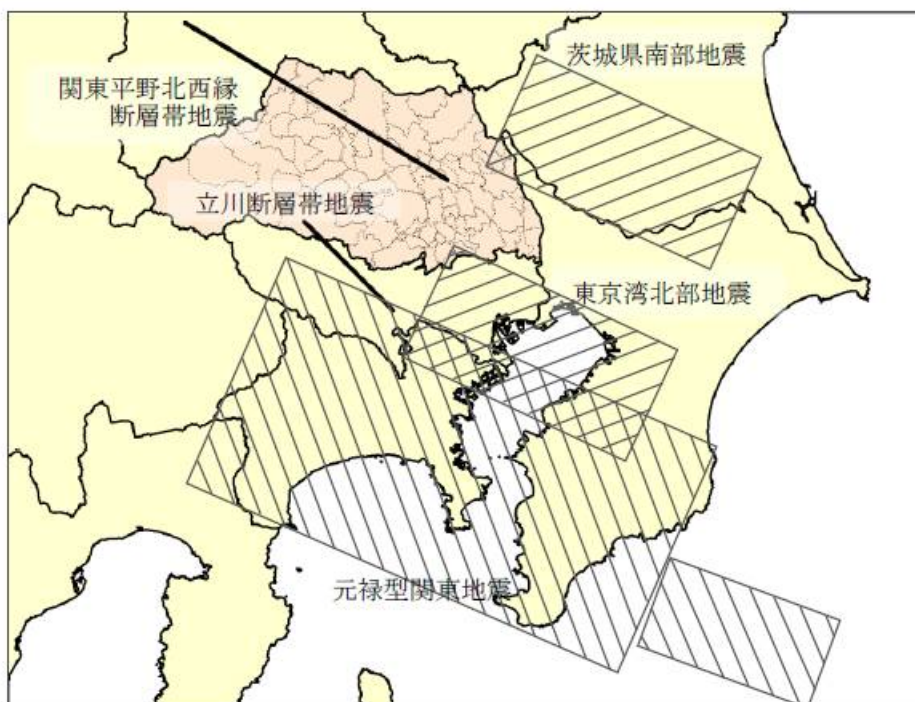 茨城県南部地震
関東平野北西縁
断層帯地震
立川断層帯地震
東京湾北部地震
元禄型関東地震